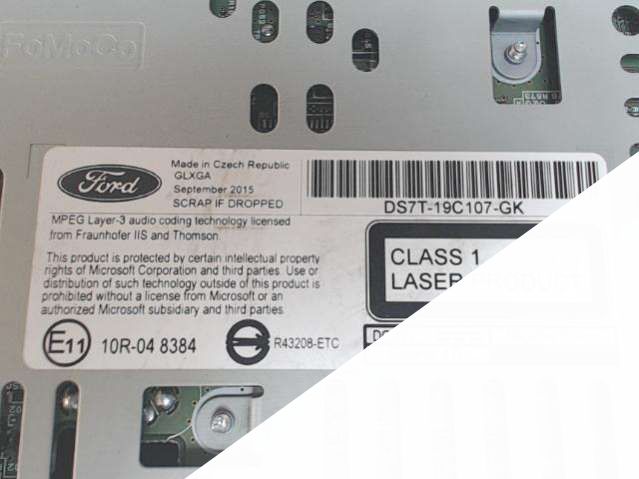 FoMoCo
Ford
Made in Czech Republic
GLXGA
September 2015
SCRAP IF DROPPED
DS7T-19C107-GK
MPEG Layer-3 audio coding technology licensed
from Fraunhofer IIS and Thomson.
This product is protected by certain intellectual property
rights of Microsoft Corporation and third parties. Use or
distribution of such technology outside of this product is
prohibited without a license from Microsoft or an
authorized Microsoft subsidiary and third parties
CLASS 1
LASER PRODUCT
E11
10R-04 8384
R43208-ETC